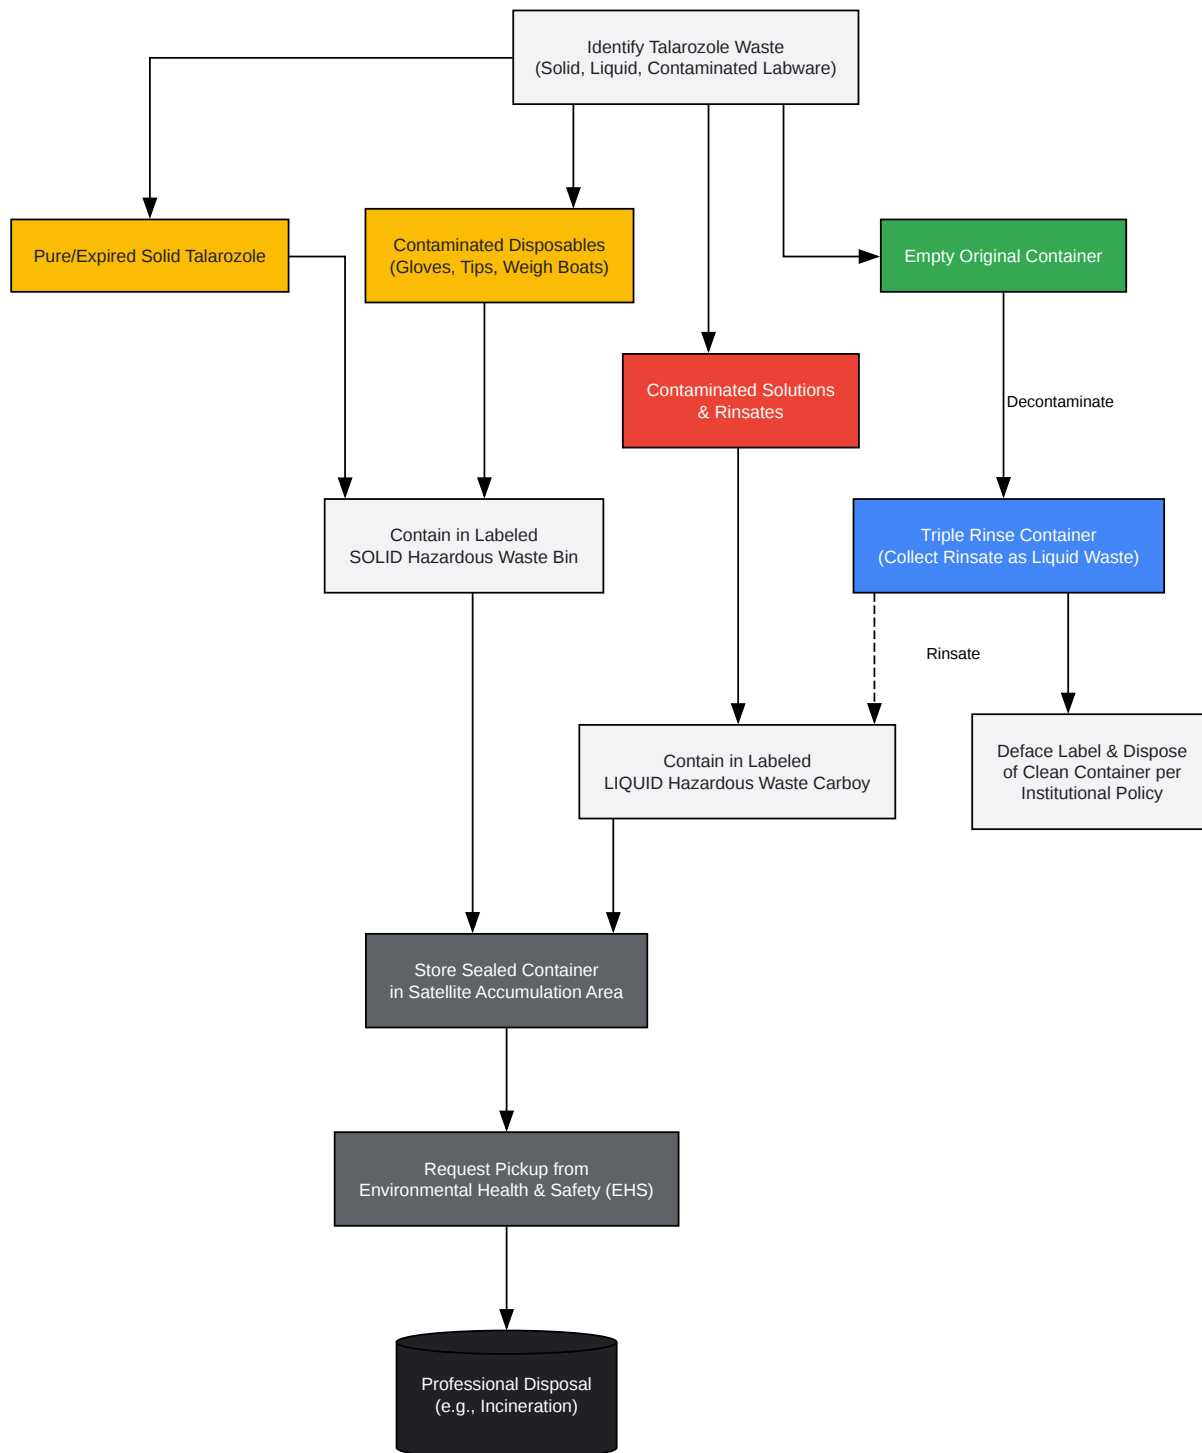 Identify Talarozole Waste
(Solid, Liquid, Contaminated Labware)
Pure/Expired Solid Talarozole
Contaminated Disposables
(Gloves, Tips, Weigh Boats)
Empty Original Container
Contaminated Solutions
& Rinsates
Decontaminate
Contain in Labeled
SOLID Hazardous Waste Bin
Triple Rinse Container
(Collect Rinsate as Liquid Waste)
Rinsate
Contain in Labeled
LIQUID Hazardous Waste Carboy
Deface Label & Dispose
of Clean Container per
Institutional Policy
Store Sealed Container
in Satellite Accumulation Area
Request Pickup from
Environmental Health & Safety (EHS)
Professional Disposal
(e.g., Incineration)